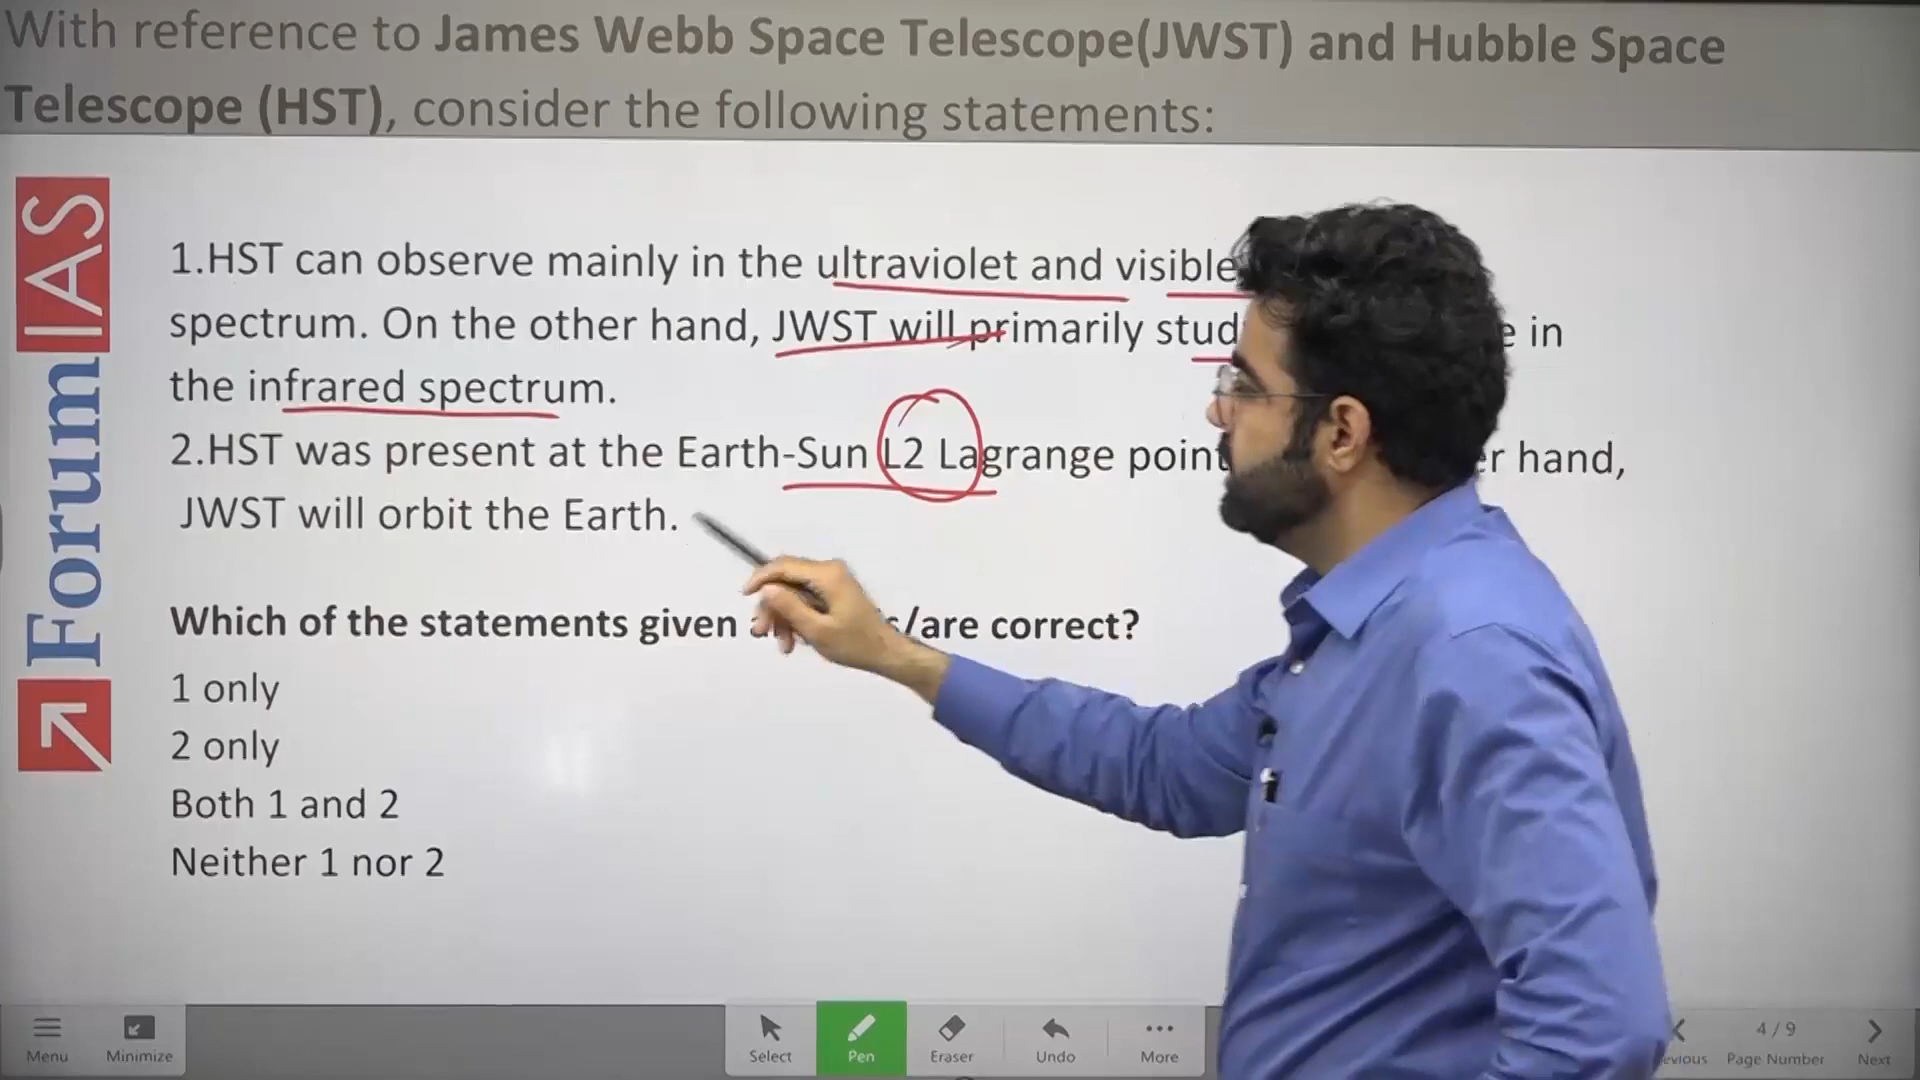 With reference to James Webb Space Telescope(JWST) and Hubble Space
Telescope (HST), consider the following statements:
Forum|AS
1.HST can observe mainly in the ultraviolet and visible
spectrum. On the other hand, JWST will primarily in
the infrared spectrum.
2.HST was present at the Earth-Sun L2 Lagrange point hand,
JWST will orbit the Earth.
Which of the statements given are correct?
1 only
2 only
Both 1 and 2
Neither 1 nor 2
Menu
Minimize
Select
Pen
Eraser
Undo
More
4 / 9
Page Number
Next